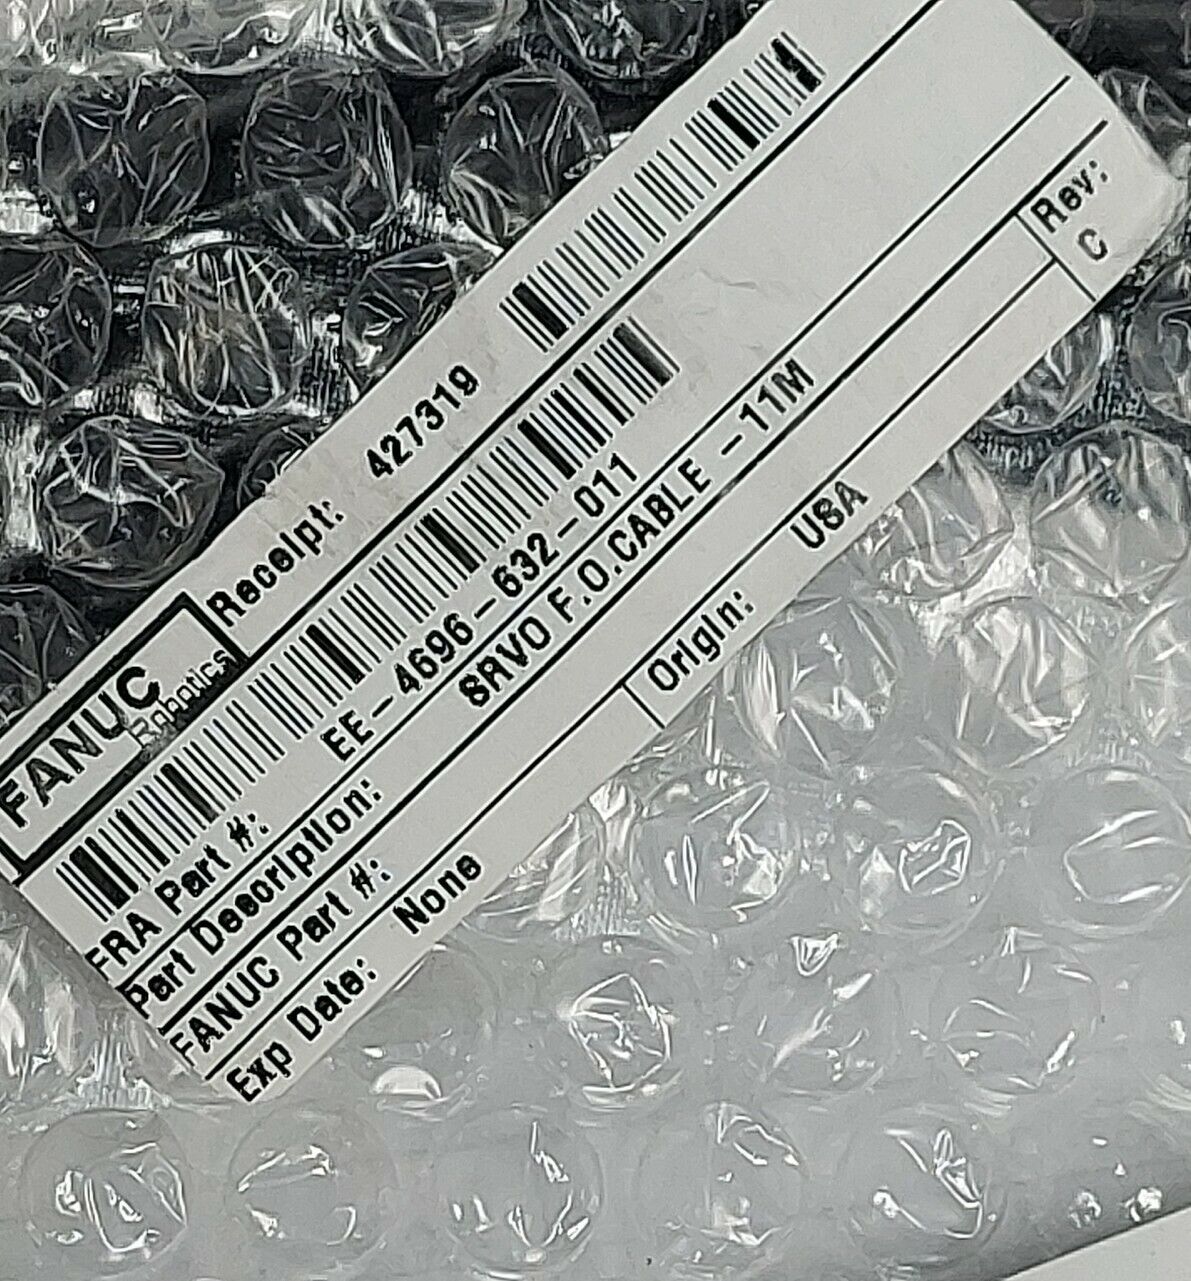 FANUC
Robotics
Receipt: 427319
FRA Part #: EE-4696-632-011
Part Description: SRVO F.O.CABLE -11M
FANUC Part #:
Rev:
C
Exp Date: None
Origin: USA